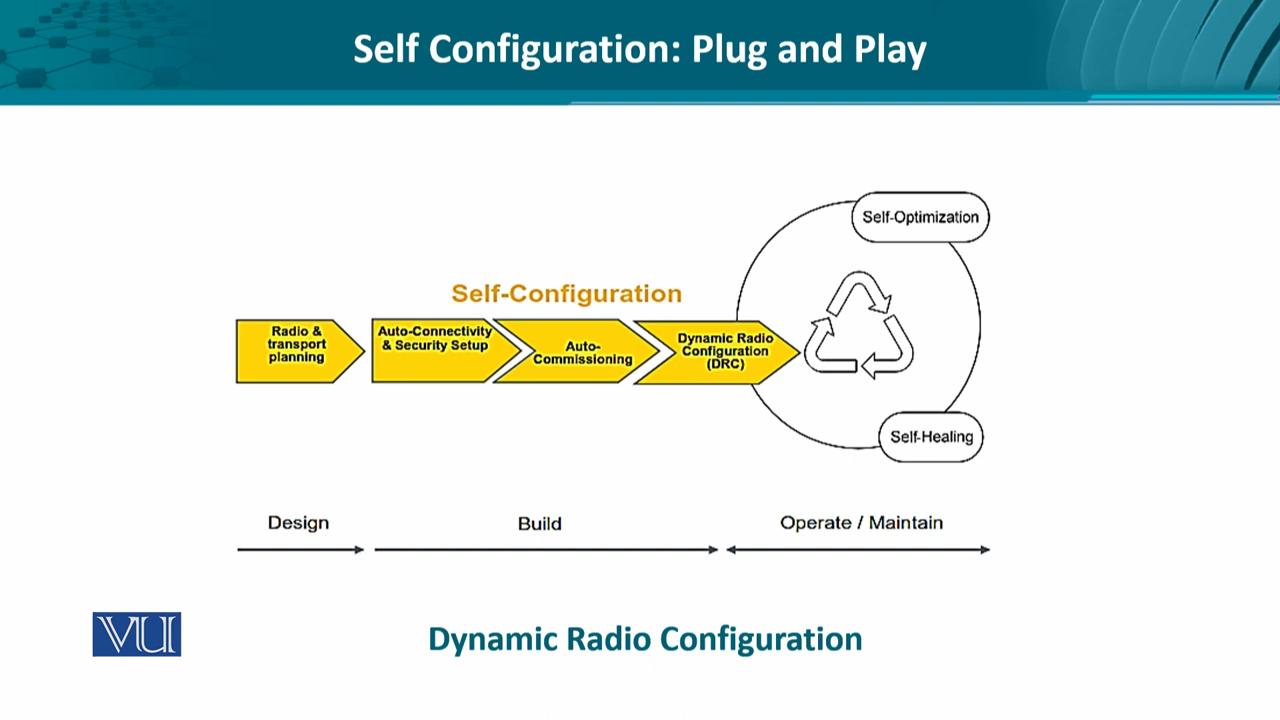 Self Configuration: Plug and Play
Self-Optimization
Self-Configuration
Radio &
transport
planning
Auto-Connectivity
& Security Setup
Auto-
Commissioning
Dynamic Radio
Configuration
(DRC)
Self-Healing
Design
Build
Operate / Maintain
VU
Dynamic Radio Configuration